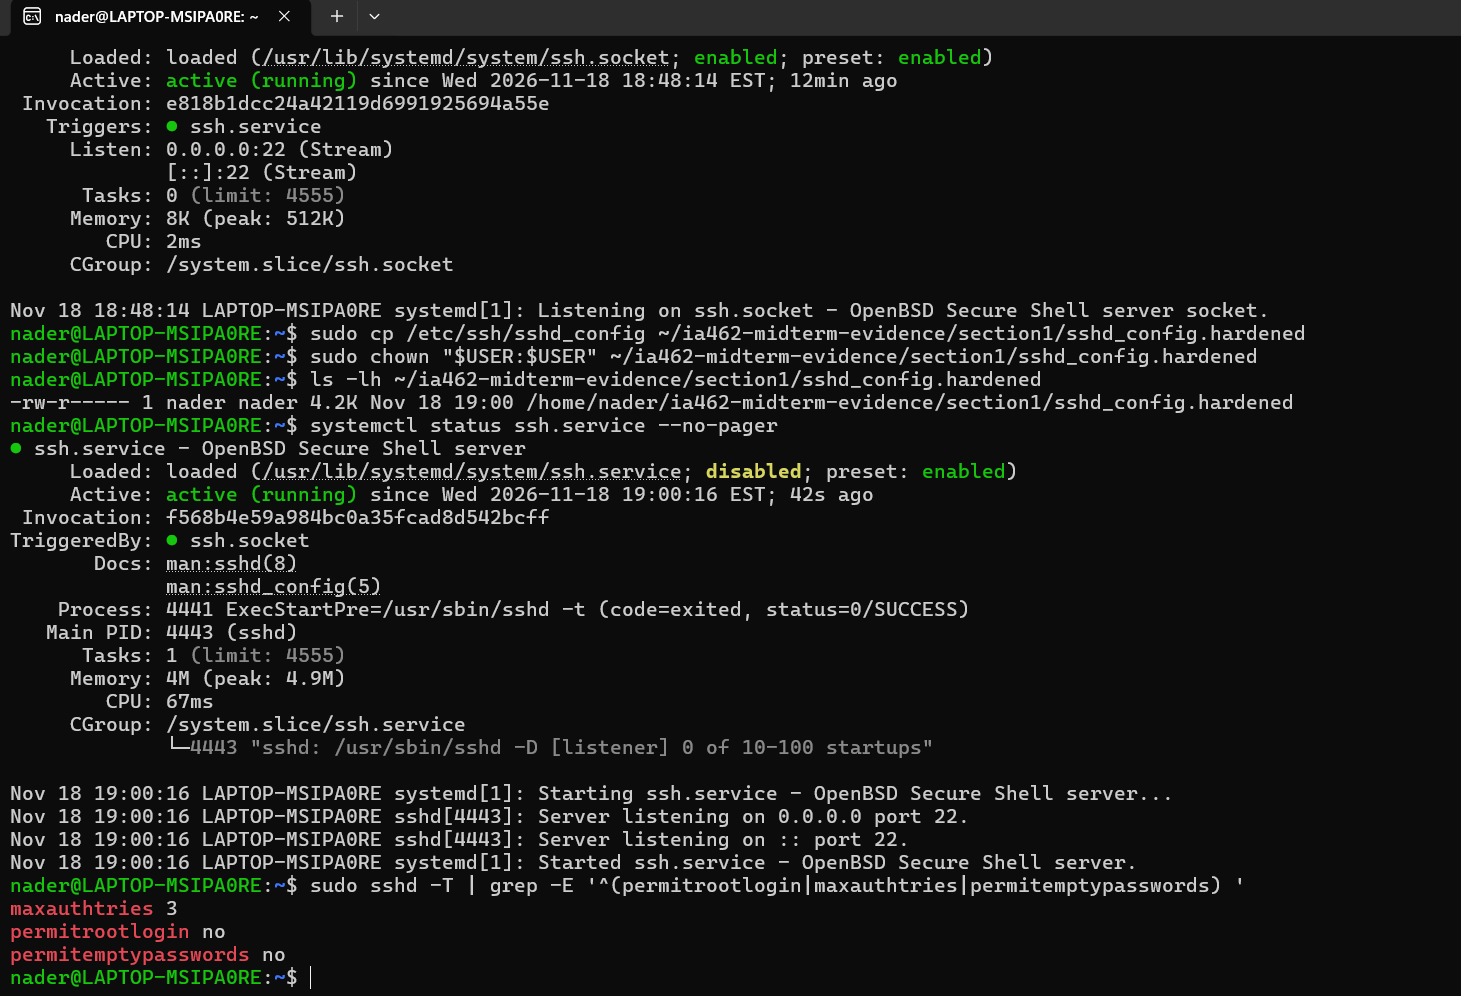 nader@LAPTOP-MSIPA0RE: ~
Loaded: loaded (/usr/lib/systemd/system/ssh.socket; enabled; preset: enabled)
Active: active (running) since Wed 2026-11-18 18:48:14 EST; 12min ago
Invocation: e818b1dcc24a42119d6991925694a55e
Triggers: ● ssh.service
Listen: 0.0.0.0:22 (Stream)
[::]:22 (Stream)
Tasks: 0 (limit: 4555)
Memory: 8K (peak: 512K)
CPU: 2ms
CGroup: /system.slice/ssh.socket
Nov 18 18:48:14 LAPTOP-MSIPA0RE systemd[1]: Listening on ssh.socket - OpenBSD Secure Shell server socket.
nader@LAPTOP-MSIPA0RE:~$ sudo cp /etc/ssh/sshd_config ~/ia462-midterm-evidence/section1/sshd_config.hardened
nader@LAPTOP-MSIPA0RE:~$ sudo chown "$USER:$USER" ~/ia462-midterm-evidence/section1/sshd_config.hardened
nader@LAPTOP-MSIPA0RE:~$ ls -lh ~/ia462-midterm-evidence/section1/sshd_config.hardened
-rw-r----- 1 nader nader 4.2K Nov 18 19:00 /home/nader/ia462-midterm-evidence/section1/sshd_config.hardened
nader@LAPTOP-MSIPA0RE:~$ systemctl status ssh.service --no-pager
● ssh.service - OpenBSD Secure Shell server
Loaded: loaded (/usr/lib/systemd/system/ssh.service; disabled; preset: enabled)
Active: active (running) since Wed 2026-11-18 19:00:16 EST; 42s ago
Invocation: f568b4e59a984bc0a35fcad8d542bcff
TriggeredBy: ● ssh.socket
Docs: man:sshd(8)
man:sshd_config(5)
Process: 4441 ExecStartPre=/usr/sbin/sshd -t (code=exited, status=0/SUCCESS)
Main PID: 4443 (sshd)
Tasks: 1 (limit: 4555)
Memory: 4M (peak: 4.9M)
CPU: 67ms
CGroup: /system.slice/ssh.service
└─4443 "sshd: /usr/sbin/sshd -D [listener] 0 of 10-100 startups"
Nov 18 19:00:16 LAPTOP-MSIPA0RE systemd[1]: Starting ssh.service - OpenBSD Secure Shell server...
Nov 18 19:00:16 LAPTOP-MSIPA0RE sshd[4443]: Server listening on 0.0.0.0 port 22.
Nov 18 19:00:16 LAPTOP-MSIPA0RE sshd[4443]: Server listening on :: port 22.
Nov 18 19:00:16 LAPTOP-MSIPA0RE systemd[1]: Started ssh.service - OpenBSD Secure Shell server.
nader@LAPTOP-MSIPA0RE:~$ sudo sshd -T | grep -E '^(permitrootlogin|maxauthtries|permitemptypasswords) '
maxauthtries 3
permitrootlogin no
permitemptypasswords no
nader@LAPTOP-MSIPA0RE:~$